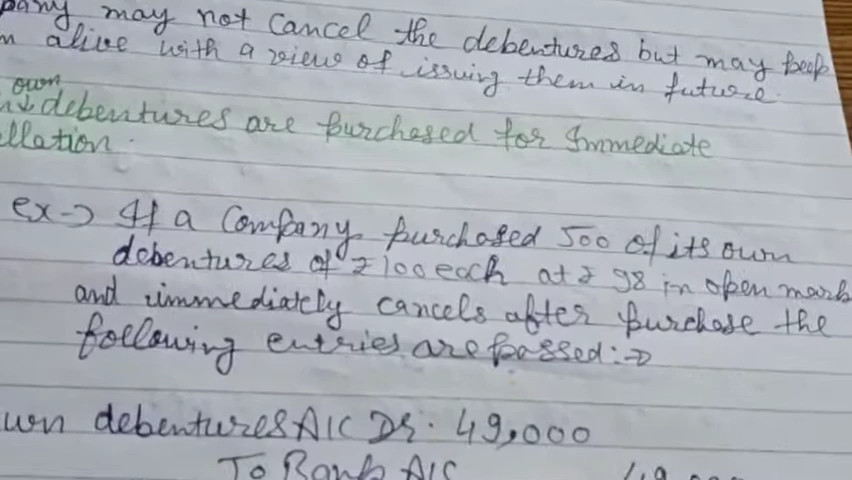 pany may not cancel the debentures but may keep
m alive with a view of issuing them in future.
own
debentures are purchased for Immediate
ellation.
ex→ If a Company purchased 500 of its own
debentures of ₹100 each at ₹ 98 in open mark
and immediately cancels after purchase the
following entries are passed:→
wn debentures A/C Dr. 49,000
To Bank A/C